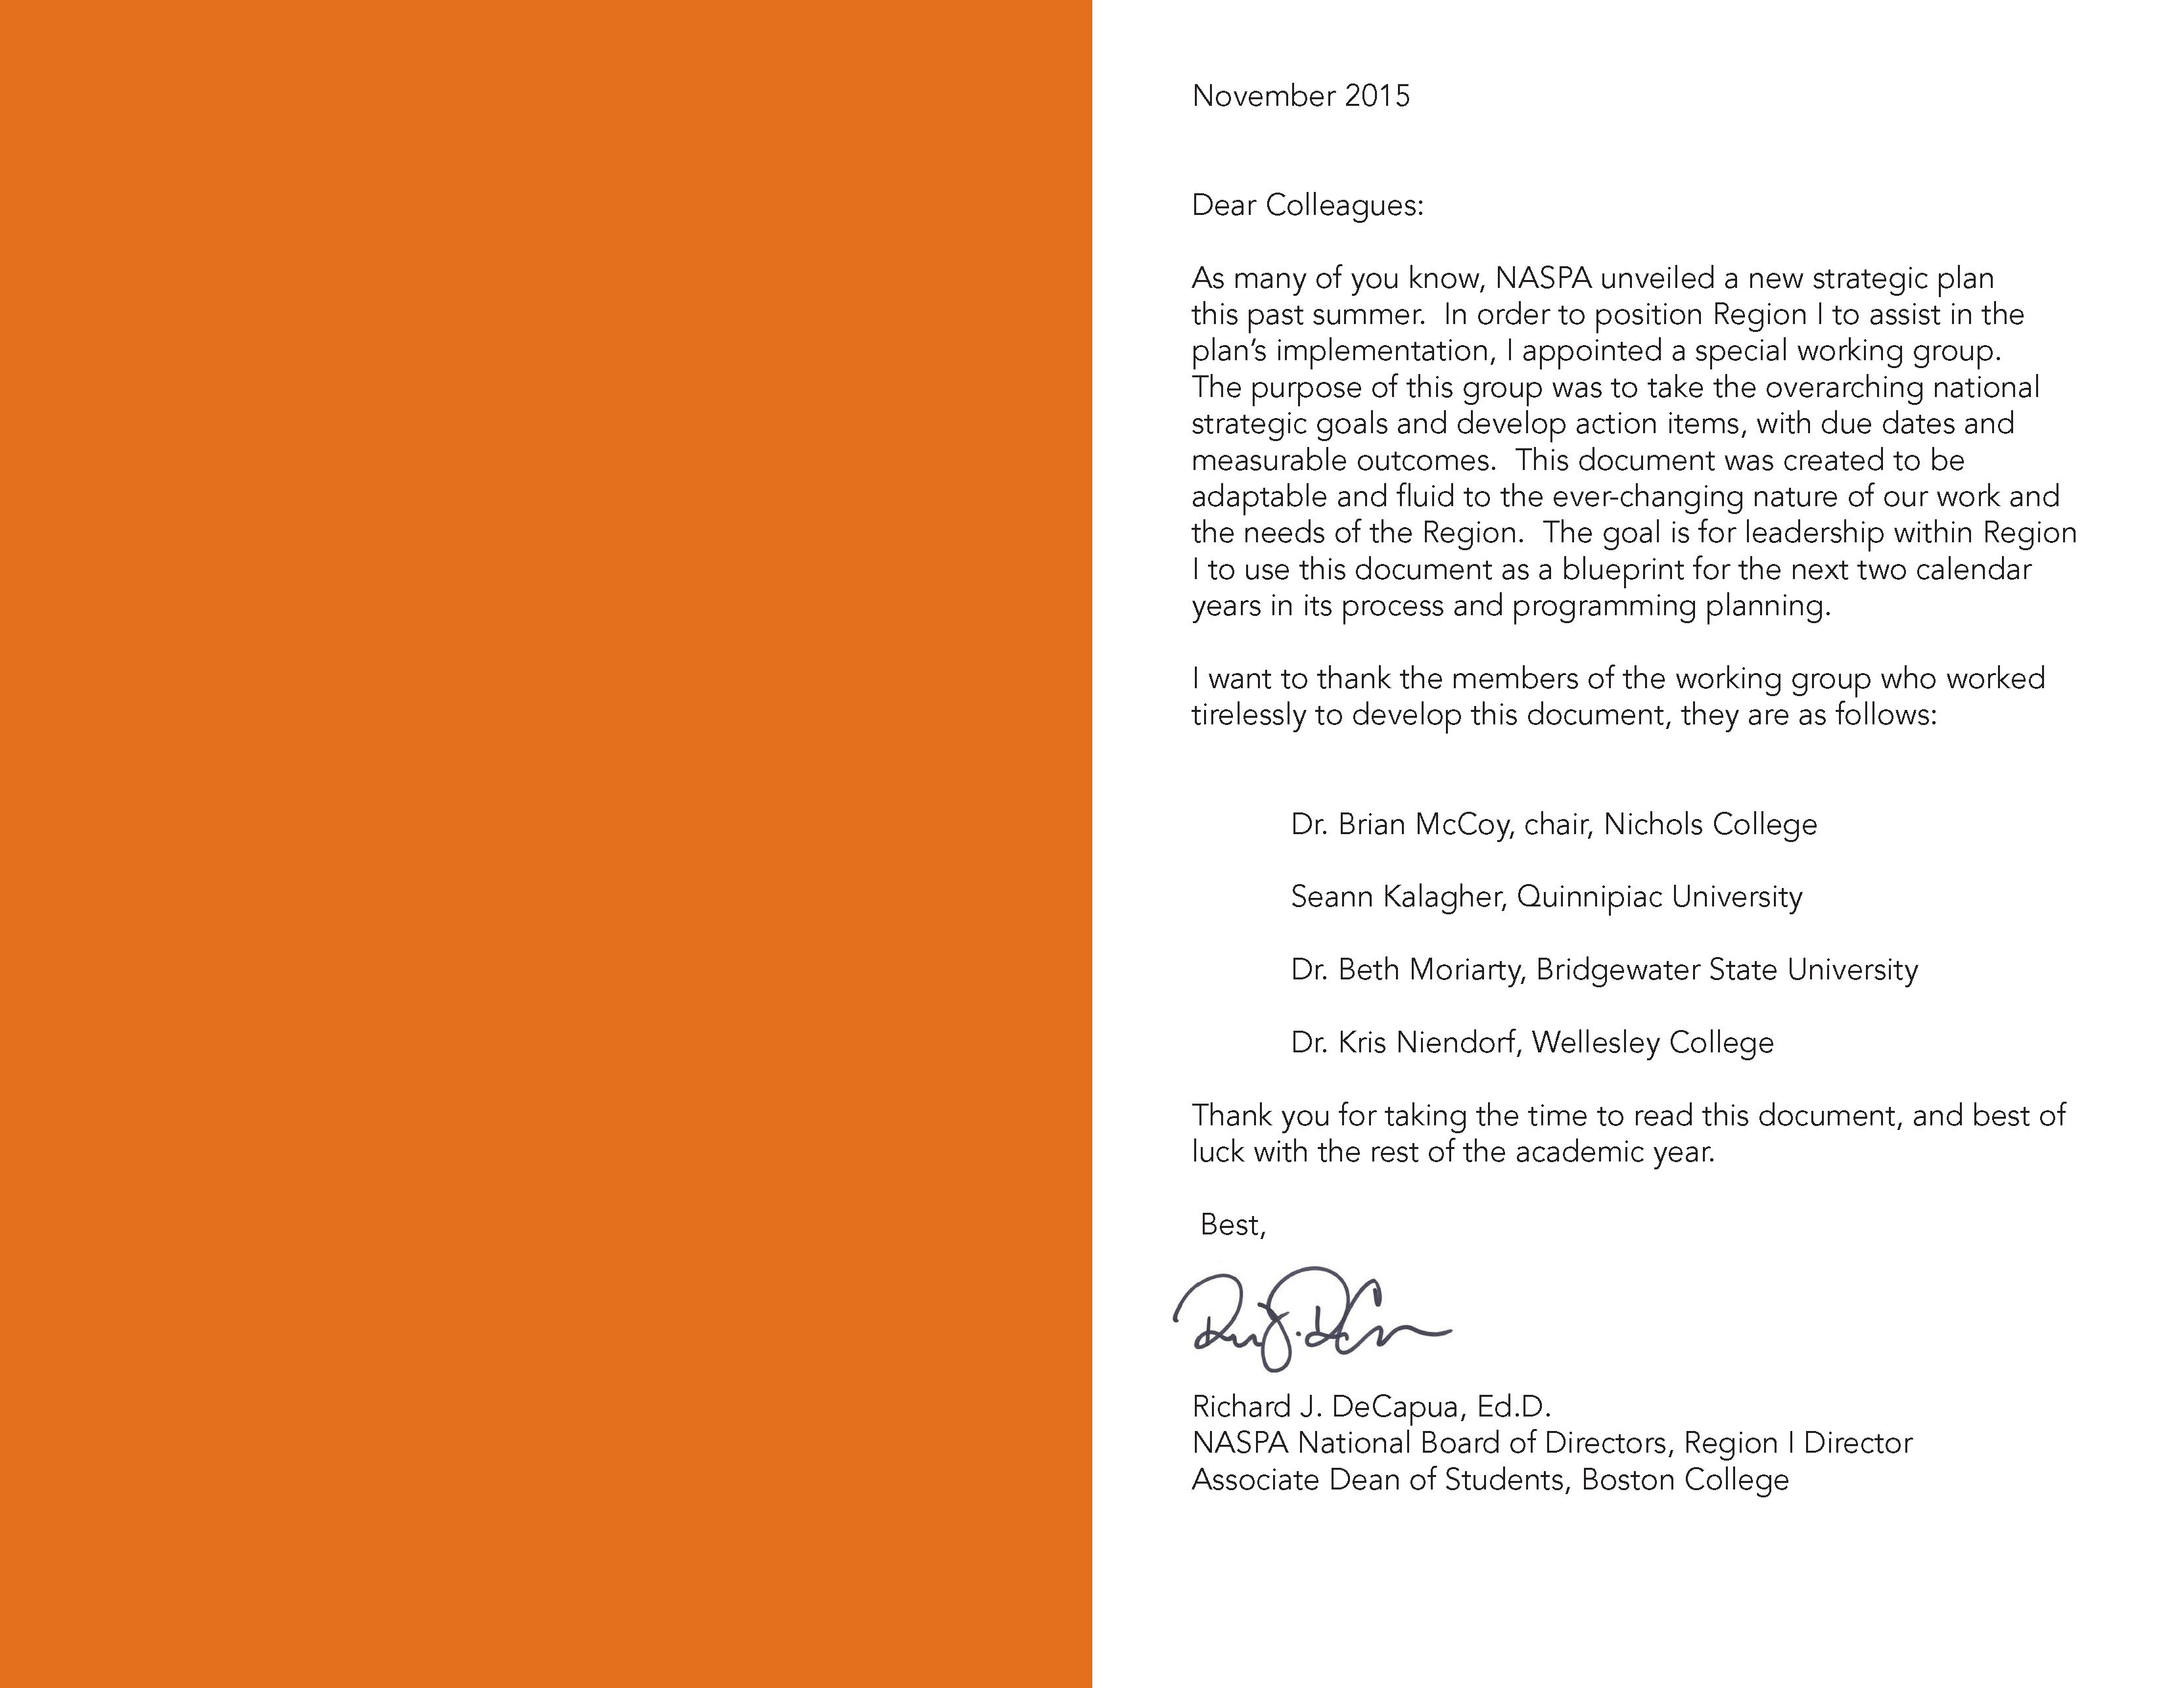 November 2015
Dear Colleagues:
As many of you know, NASPA unveiled a new strategic plan
this past summer.  In order to position Region I to assist in the
plan's implementation, I appointed a special working group.
The purpose of this group was to take the overarching national
strategic goals and develop action items, with due dates and
measurable outcomes.  This document was created to be
adaptable and fluid to the ever-changing nature of our work and
the needs of the Region.  The goal is for leadership within Region
I to use this document as a blueprint for the next two calendar
years in its process and programming planning.
I want to thank the members of the working group who worked
tirelessly to develop this document, they are as follows:
Dr. Brian McCoy, chair, Nichols College
Seann Kalagher, Quinnipiac University
Dr. Beth Moriarty, Bridgewater State University
Dr. Kris Niendorf, Wellesley College
Thank you for taking the time to read this document, and best of
luck with the rest of the academic year.
Best,
Richard J. DeCapua, Ed.D.
NASPA National Board of Directors, Region I Director
Associate Dean of Students, Boston College